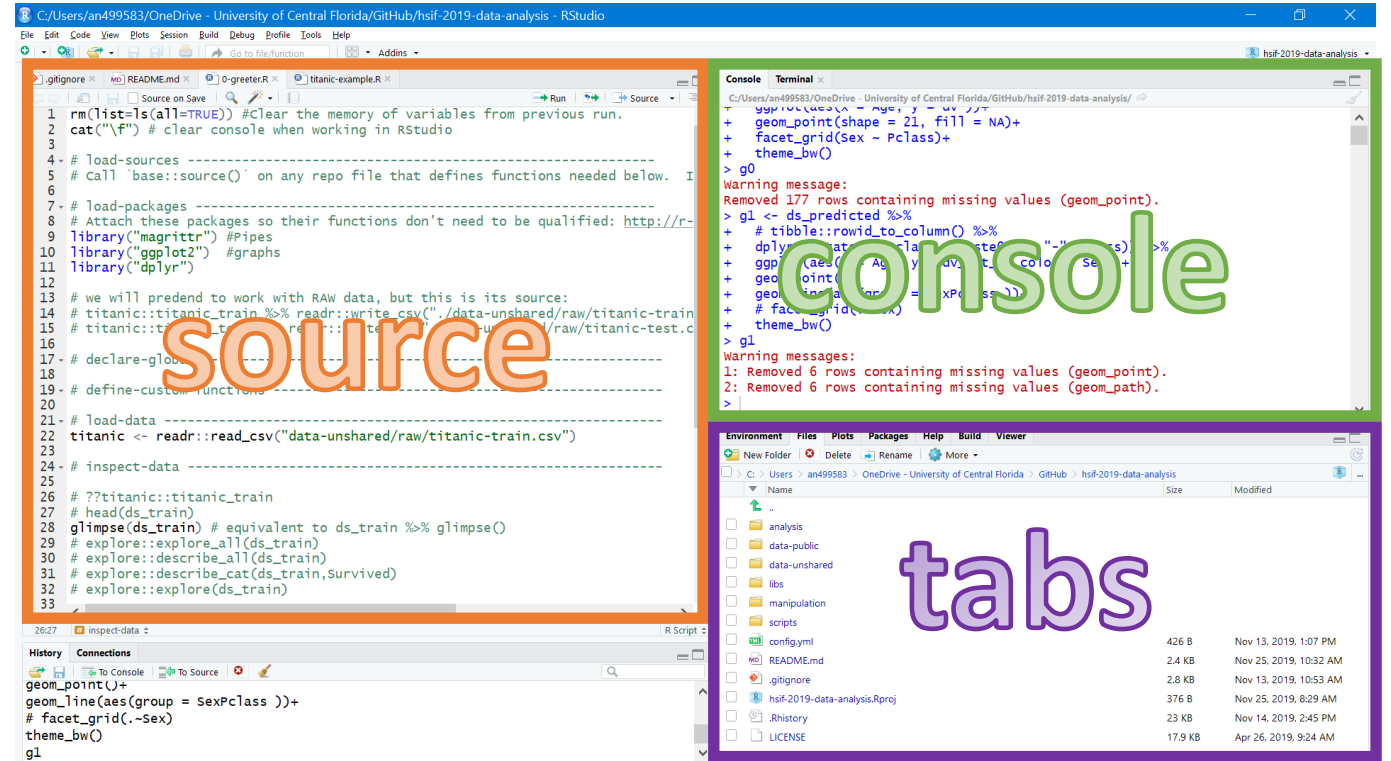 C:/Users/an499583/OneDrive - University of Central Florida/GitHub/hsif-2019-data-analysis - RStudio
File Edit Code View Plots Session Build Debug Profile Tools Help
Go to file/function Addins
hsif-2019-data-analysis
.gitignore README.md 0-greeter.R titanic-example.R
Source on Save Run Source
1 rm(list=ls(all=TRUE)) #Clear the memory of variables from previous run.
2 cat("\f") # clear console when working in RStudio
3
4 # load-sources ------------------------------------------------------------
5 # Call `base::source()` on any repo file that defines functions needed below. I
6
7 # load-packages -----------------------------------------------------------
8 # Attach these packages so their functions don't need to be qualified: http://r-
9 library("magrittr") #Pipes
10 library("ggplot2") #graphs
11 library("dplyr")
12
13 # we will predend to work with RAW data, but this is its source:
14 # titanic::titanic_train %>% readr::write_csv("./data-unshared/raw/titanic-train
15 # titanic::
16
17 # declare-
18
19 # define-custom-functions
20
21 # load-data ---------------------------------------------------------------
22 titanic <- readr::read_csv("data-unshared/raw/titanic-train.csv")
23
24 # inspect-data ------------------------------------------------------------
25
26 # ??titanic::titanic_train
27 # head(ds_train)
28 glimpse(ds_train) # equivalent to ds_train %>% glimpse()
29 # explore::explore_all(ds_train)
30 # explore::describe_all(ds_train)
31 # explore::describe_cat(ds_train,Survived)
32 # explore::explore(ds_train)
33
source
26:27 inspect-data R Script
History Connections
To Console To Source
geom_point()+
geom_line(aes(group = SexPclass ))+
# facet_grid(.~Sex)
theme_bw()
g1
Console Terminal
C:/Users/an499583/OneDrive - University of Central Florida/GitHub/hsif-2019-data-analysis/
+ geom_point(shape = 21, fill = NA)+
+ facet_grid(Sex ~ Pclass)+
+ theme_bw()
> g0
Warning message:
Removed 177 rows containing missing values (geom_point).
> g1 <- ds_predicted %>%
+ # tibble::rowid_to_column() %>%
+ theme_bw()
> g1
Warning messages:
1: Removed 6 rows containing missing values (geom_point).
2: Removed 6 rows containing missing values (geom_path).
>
console
Environment Files Plots Packages Help Build Viewer
New Folder Delete Rename More
C: Users an499583 OneDrive - University of Central Florida GitHub hsif-2019-data-analysis
Name Size Modified
..
analysis
data-public
data-unshared
libs
manipulation
scripts
config.yml 426 B Nov 13, 2019, 1:07 PM
README.md 2.4 KB Nov 25, 2019, 10:32 AM
.gitignore 2.8 KB Nov 13, 2019, 10:53 AM
hsif-2019-data-analysis.Rproj 376 B Nov 25, 2019, 8:29 AM
.Rhistory 23 KB Nov 14, 2019, 2:45 PM
LICENSE 17.9 KB Apr 26, 2019, 9:24 AM
tabs